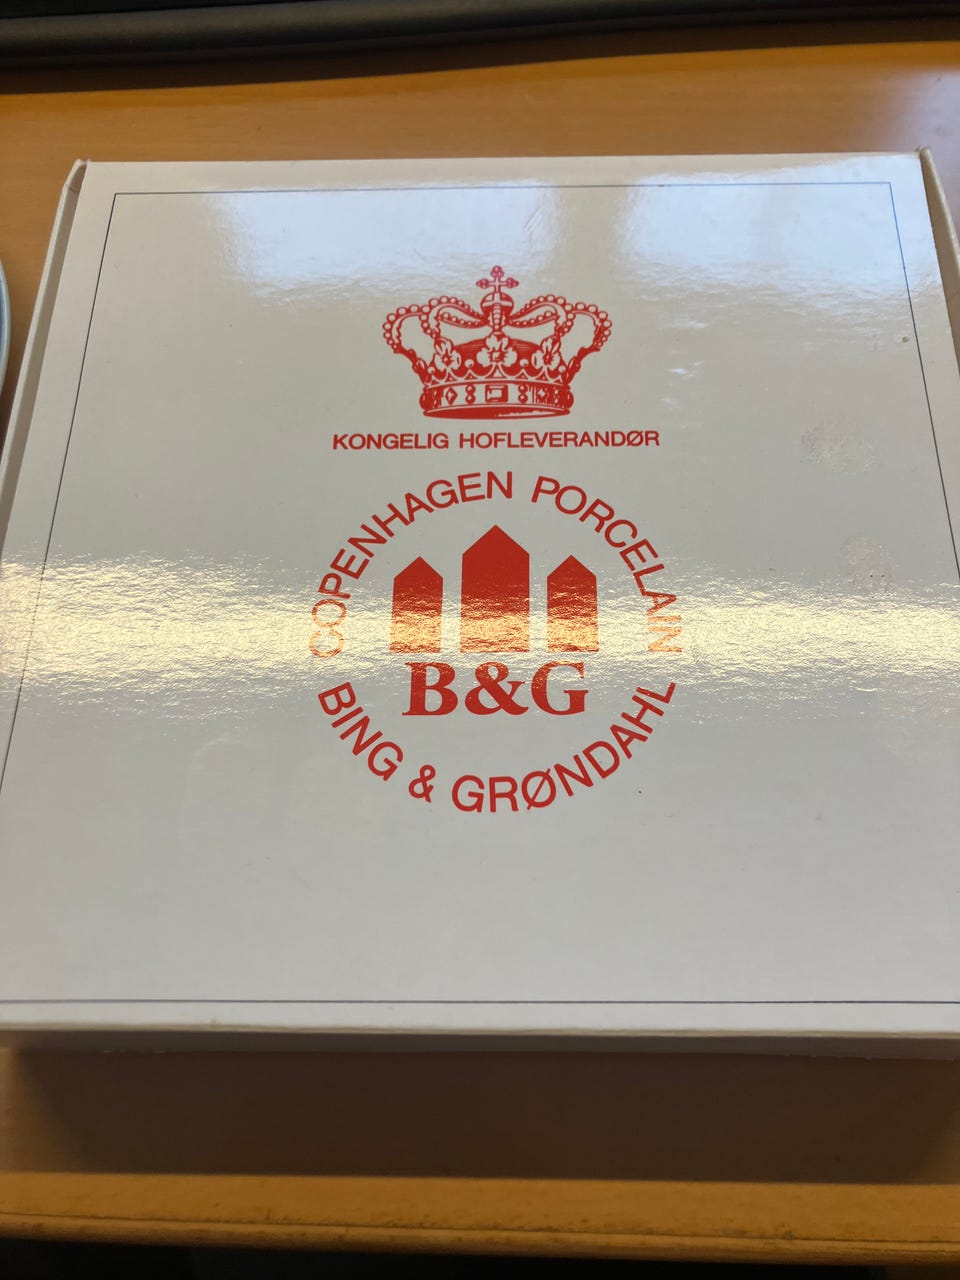 KONGELIG HOFLEVERANDØR
COPENHAGEN PORCELAIN
B&G
BING & GRØNDAHL